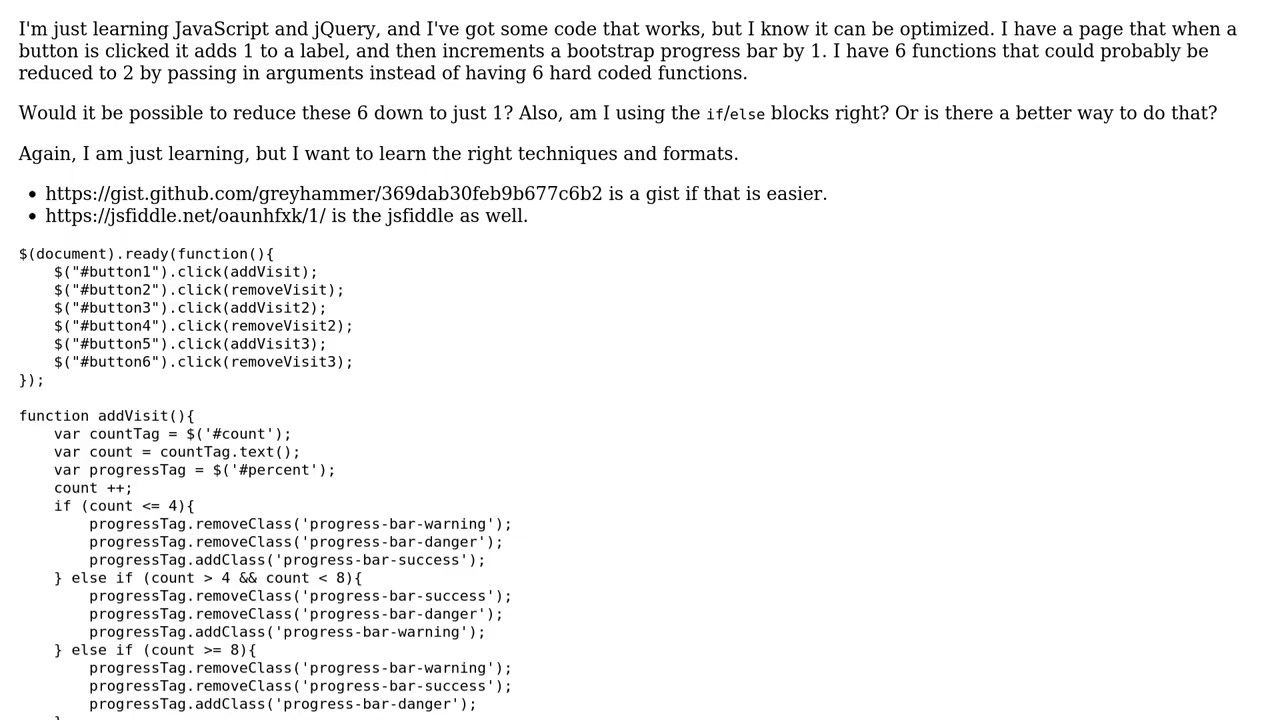 I'm just learning JavaScript and jQuery, and I've got some code that works, but I know it can be optimized. I have a page that when a
button is clicked it adds 1 to a label, and then increments a bootstrap progress bar by 1. I have 6 functions that could probably be
reduced to 2 by passing in arguments instead of having 6 hard coded functions.
Would it be possible to reduce these 6 down to just 1? Also, am I using the if/else blocks right? Or is there a better way to do that?
Again, I am just learning, but I want to learn the right techniques and formats.
• https://gist.github.com/greyhammer/369dab30feb9b677c6b2 is a gist if that is easier.
• https://jsfiddle.net/oaunhfxk/1/ is the jsfiddle as well.
$(document).ready(function(){
    $("#button1").click(addVisit);
    $("#button2").click(removeVisit);
    $("#button3").click(addVisit2);
    $("#button4").click(removeVisit2);
    $("#button5").click(addVisit3);
    $("#button6").click(removeVisit3);
});
function addVisit(){
    var countTag = $('#count');
    var count = countTag.text();
    var progressTag = $('#percent');
    count ++;
    if (count <= 4){
        progressTag.removeClass('progress-bar-warning');
        progressTag.removeClass('progress-bar-danger');
        progressTag.addClass('progress-bar-success');
    } else if (count > 4 && count < 8){
        progressTag.removeClass('progress-bar-success');
        progressTag.removeClass('progress-bar-danger');
        progressTag.addClass('progress-bar-warning');
    } else if (count >= 8){
        progressTag.removeClass('progress-bar-warning');
        progressTag.removeClass('progress-bar-success');
        progressTag.addClass('progress-bar-danger');